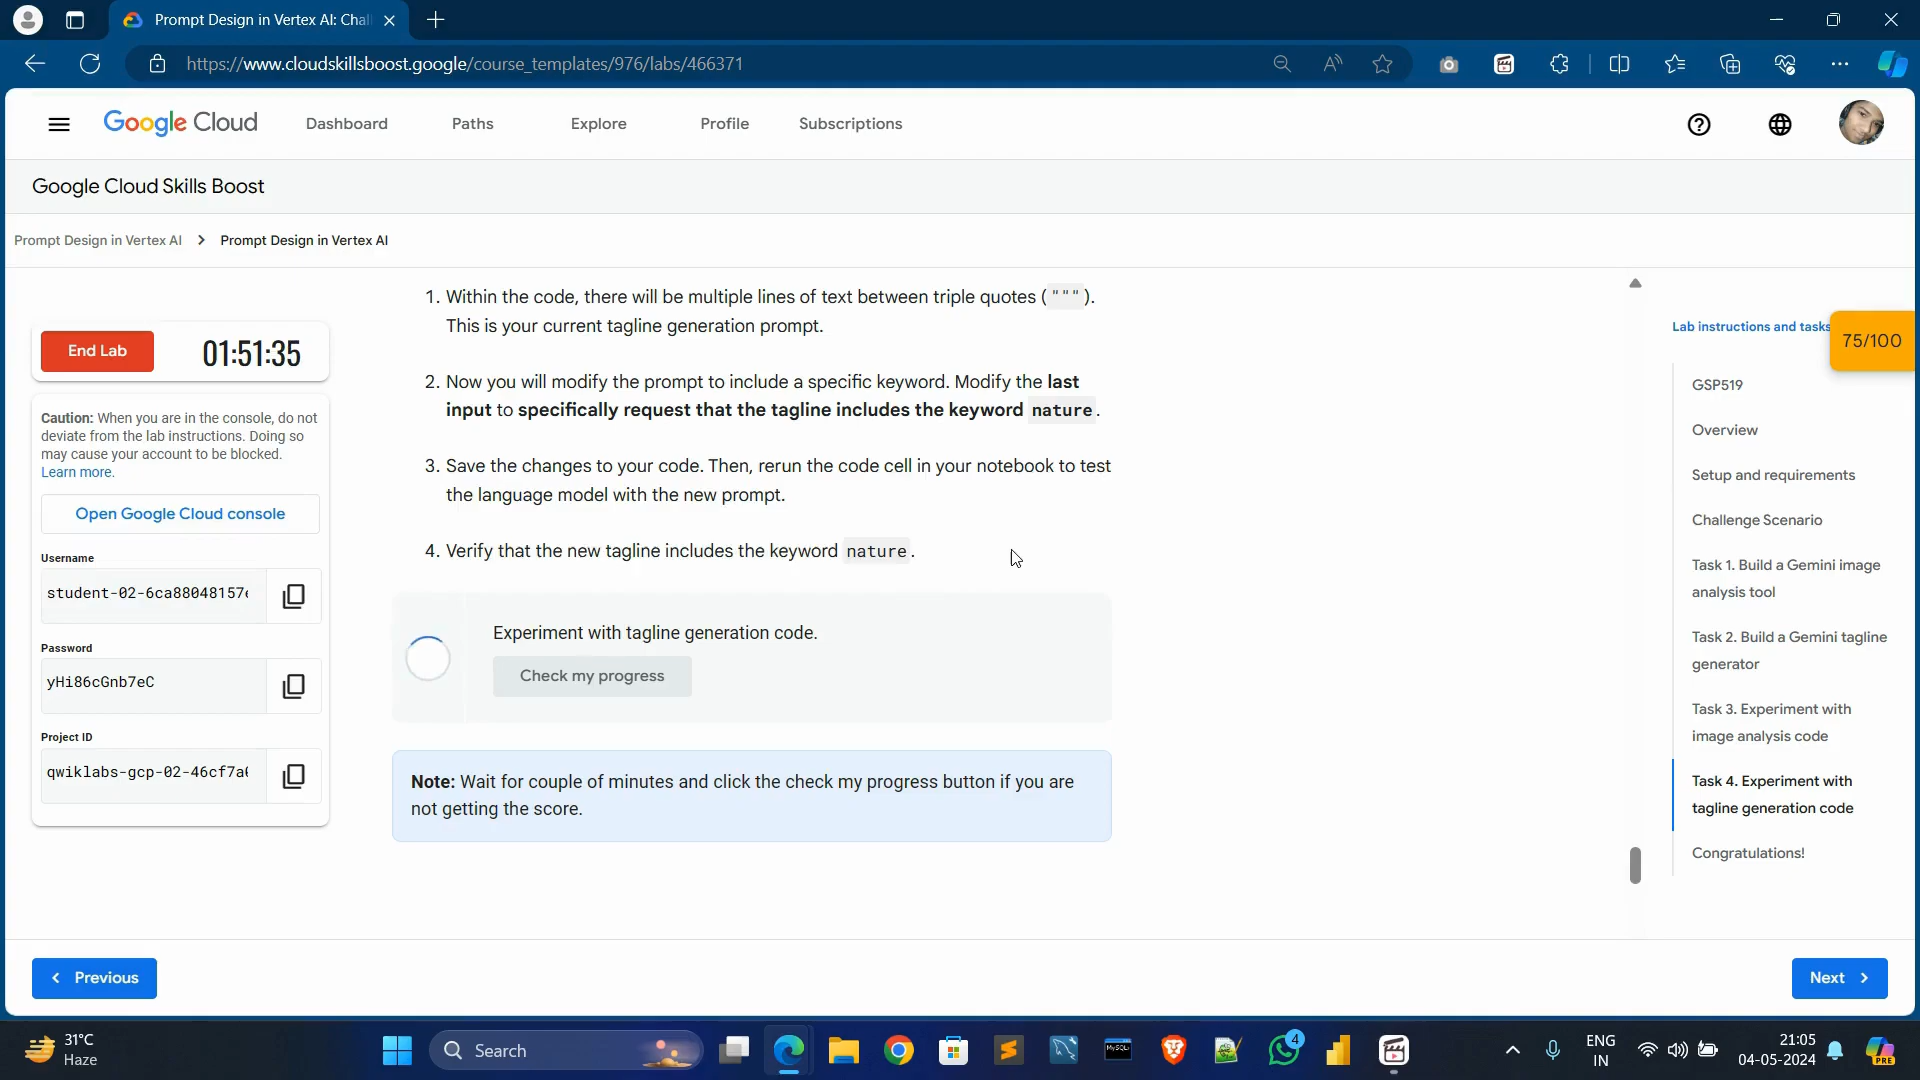 Prompt Design in Vertex AI: Chal
https://www.cloudskillsboost.google/course_templates/976/labs/466371
Google Cloud
Dashboard
Paths
Explore
Profile
Subscriptions
Google Cloud Skills Boost
Prompt Design in Vertex AI > Prompt Design in Vertex AI
End Lab
01:51:35
Caution: When you are in the console, do not
deviate from the lab instructions. Doing so
may cause your account to be blocked.
Learn more.
Open Google Cloud console
Username
student-02-6ca88048157
Password
yHi86cGnb7eC
Project ID
qwiklabs-gcp-02-46cf7a
1. Within the code, there will be multiple lines of text between triple quotes ( """ ).
This is your current tagline generation prompt.
2. Now you will modify the prompt to include a specific keyword. Modify the last
input to specifically request that the tagline includes the keyword nature .
3. Save the changes to your code. Then, rerun the code cell in your notebook to test
the language model with the new prompt.
4. Verify that the new tagline includes the keyword nature .
Experiment with tagline generation code.
Check my progress
Note: Wait for couple of minutes and click the check my progress button if you are
not getting the score.
Lab instructions and tasks
75/100
GSP519
Overview
Setup and requirements
Challenge Scenario
Task 1. Build a Gemini image
analysis tool
Task 2. Build a Gemini tagline
generator
Task 3. Experiment with
image analysis code
Task 4. Experiment with
tagline generation code
Congratulations!
Previous
Next
31°C
Haze
Search
MySQL
4
ENG
IN
21:05
04-05-2024
PRE